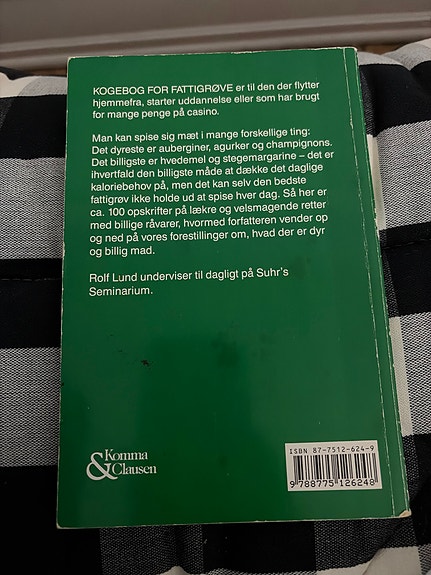 KOGEBOG FOR FATTIGRØVE er til den der flytter
hjemmefra, starter uddannelse eller som har brugt
for mange penge på casino.
Man kan spise sig mæt i mange forskellige ting:
Det dyreste er auberginer, agurker og champignons.
Det billigste er hvedemel og stegemargarine – det er
ihvertfald den billigste måde at dække det daglige
kaloriebehov på, men det kan selv den bedste
fattigrøv ikke holde ud at spise hver dag. Så her er
ca. 100 opskrifter på lækre og velsmagende retter
med billige råvarer, hvormed forfatteren vender op
og ned på vores forestillinger om, hvad der er dyr
og billig mad.
Rolf Lund underviser til dagligt på Suhr's
Seminarium.
Komma
& Clausen
ISBN 87-7512-624-9
9 788775 126248